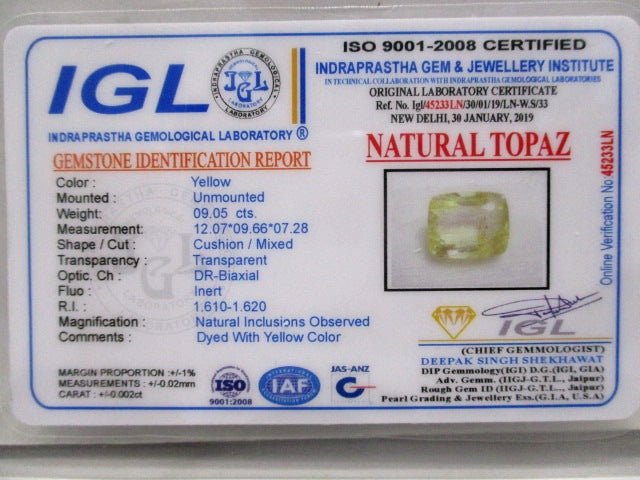 IGL
INDRAPRASTHA GEMOLOGICAL LABORATORY ®
GEMSTONE IDENTIFICATION REPORT
Color : Yellow
Mounted : Unmounted
Weight: 09.05 cts.
Measurement: 12.07*09.66*07.28
Shape / Cut : Cushion / Mixed
Transparency : Transparent
Optic. Ch : DR-Biaxial
Fluo : Inert
R.I. : 1.610-1.620
Magnification : Natural Inclusions Observed
Comments : Dyed With Yellow Color
MARGIN PROPORTION : +/-1%
MEASUREMENTS : +/-0.02mm
CARAT : +/-0.002ct
ISO
9001:2008
IAF
JAS-ANZ
ISO 9001-2008 CERTIFIED
INDRAPRASTHA GEM & JEWELLERY INSTITUTE
IN TECHNICAL COLLABORATION WITH INDRAPRASTHA GEMOLOGICAL LABORATORIES
ORIGINAL LABORATORY CERTIFICATE
Ref. No. Igl/45233LN/30/01/19/LN-W.S/33
NEW DELHI, 30 JANUARY, 2019
NATURAL TOPAZ
Online Verification No 45233LN
IGL
(CHIEF GEMMOLOGIST)
DEEPAK SINGH SHEKHAWAT
DIP Gemmology(IGI) D.G.(IGI, GIA)
Adv. Gemm. (IIGJ-G.T.L., Jaipur)
Rough Gem ID (IIGJ-G.T.L., Jaipur)
Pearl Grading & Jewellery Ess.(G.I.A, U.S.A)